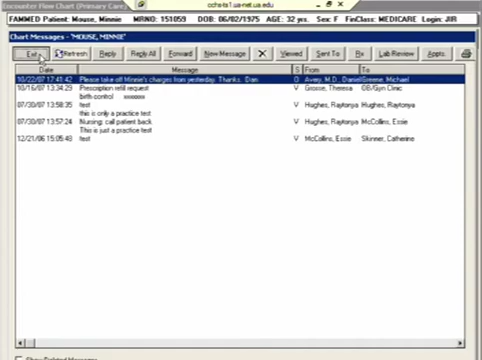 Encounter Flow Chart (Primary Care)
ochsts1.ua-net.ua.edu
FAMMED Patient: Mouse, Minnie MRNO: 151059 DOB: 06/02/1975 AGE: 32 yrs. Sex: F FinClass: MEDICARE Login: JIR
Chart Messages - "MOUSE, MINNIE"
Exit Refresh Reply Reply All Forward New Message Viewed Sent To Rx Lab Review Appts.
Date Message S From To
10/22/07 17:41:42 Please take off Minnie's charges from yesterday. Thanks. Dan O Avery, M.D., Daniel Greene, Michael
10/16/07 13:34:29 Prescription refill request V Grosse, Theresa OB/Gyn Clinic
birth-control xxxxxxx
07/30/07 13:58:35 test V Hughes, Raytonya Hughes, Raytonya
this is only a practice test
07/30/07 13:57:24 Nursing: call patient back V Hughes, Raytonya McCollins, Essie
This is just a practice test
12/21/06 15:05:48 test V McCollins, Essie Skinner, Catherine